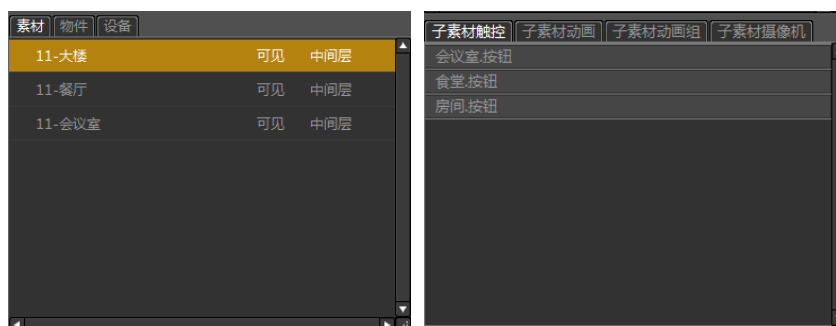 素材 物件 设备
11-大楼 可见 中间层
11-餐厅 可见 中间层
11-会议室 可见 中间层
子素材触控 子素材动画 子素材动画组 子素材摄像机
会议室.按钮
食堂.按钮
房间.按钮